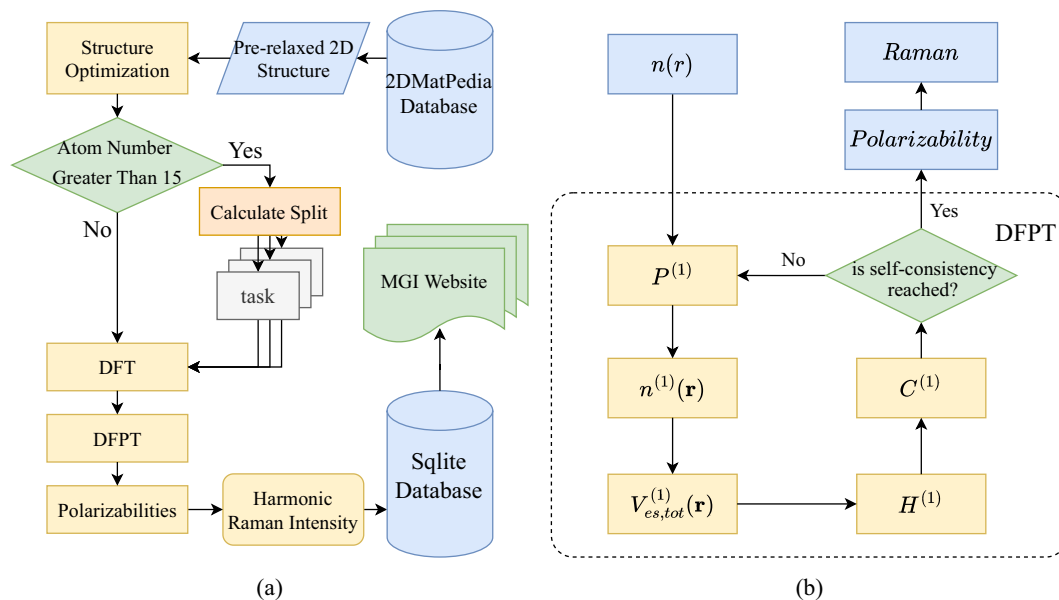 Structure
Optimization
Pre-relaxed 2D
Structure
2DMatPedia
Database
Atom Number
Greater Than 15
Yes
No
Calculate Split
task
MGI Website
DFT
DFPT
Polarizabilities
Harmonic
Raman Intensity
Sqlite
Database
(a)
n(r)
Raman
Polarizability
Yes
DFPT
No
is self-consistency
reached?
P^{(1)}
n^{(1)}(r)
C^{(1)}
V_{es,tot}^{(1)}(r)
H^{(1)}
(b)